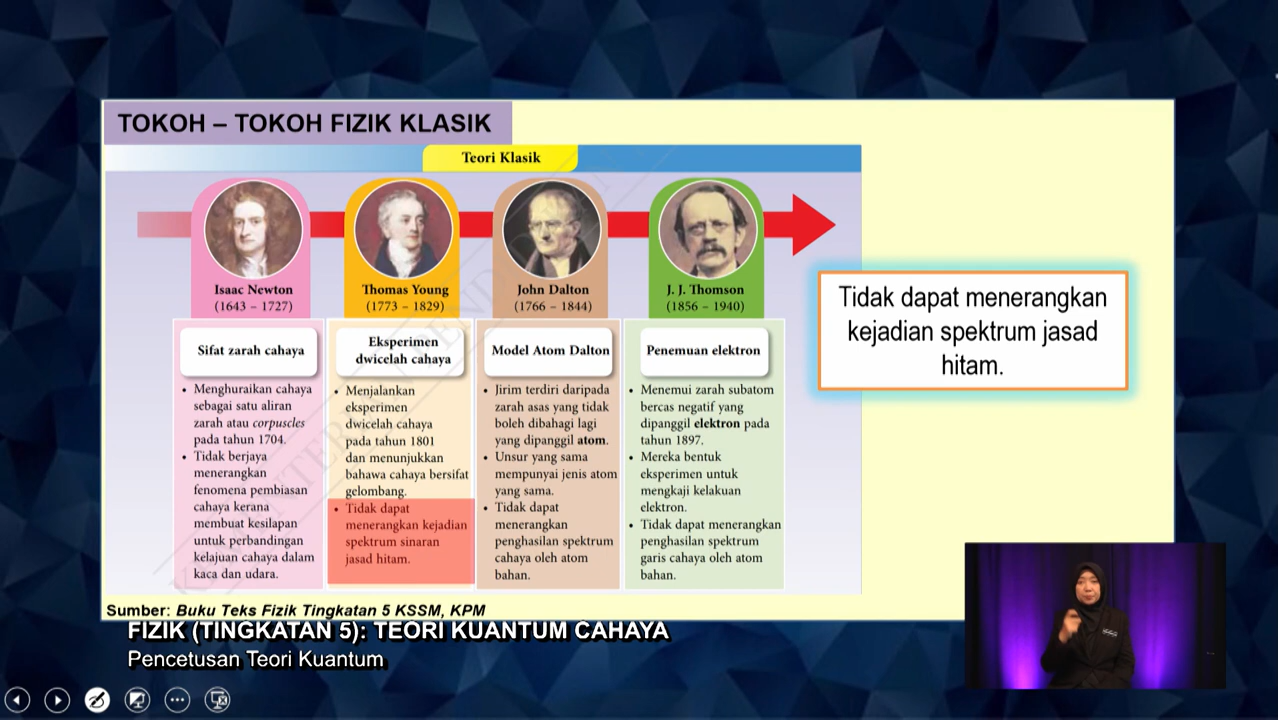 TOKOH – TOKOH FIZIK KLASIK
Teori Klasik
Isaac Newton
(1643 – 1727)
Sifat zarah cahaya
• Menghuraikan cahaya
sebagai satu aliran
zarah atau corpuscles
pada tahun 1704.
• Tidak berjaya
menerangkan
fenomena pembiasan
cahaya kerana
membuat kesilapan
untuk perbandingan
kelajuan cahaya dalam
kaca dan udara.
Thomas Young
(1773 – 1829)
Eksperimen
dwicelah cahaya
• Menjalankan
eksperimen
dwicelah cahaya
pada tahun 1801
dan menunjukkan
bahawa cahaya bersifat
gelombang.
• Tidak dapat
menerangkan kejadian
spektrum sinaran
jasad hitam.
John Dalton
(1766 – 1844)
Model Atom Dalton
• Jirim terdiri daripada
zarah asas yang tidak
boleh dibahagi lagi
yang dipanggil atom.
• Unsur yang sama
mempunyai jenis atom
yang sama.
• Tidak dapat
menerangkan
penghasilan spektrum
cahaya oleh atom
bahan.
J. J. Thomson
(1856 – 1940)
Penemuan elektron
• Menemui zarah subatom
bercas negatif yang
dipanggil elektron pada
tahun 1897.
• Mereka bentuk
eksperimen untuk
mengkaji kelakuan
elektron.
• Tidak dapat menerangkan
penghasilan spektrum
garis cahaya oleh atom
bahan.
Tidak dapat menerangkan
kejadian spektrum jasad
hitam.
Sumber: Buku Teks Fizik Tingkatan 5 KSSM, KPM
FIZIK (TINGKATAN 5): TEORI KUANTUM CAHAYA
Pencetusan Teori Kuantum